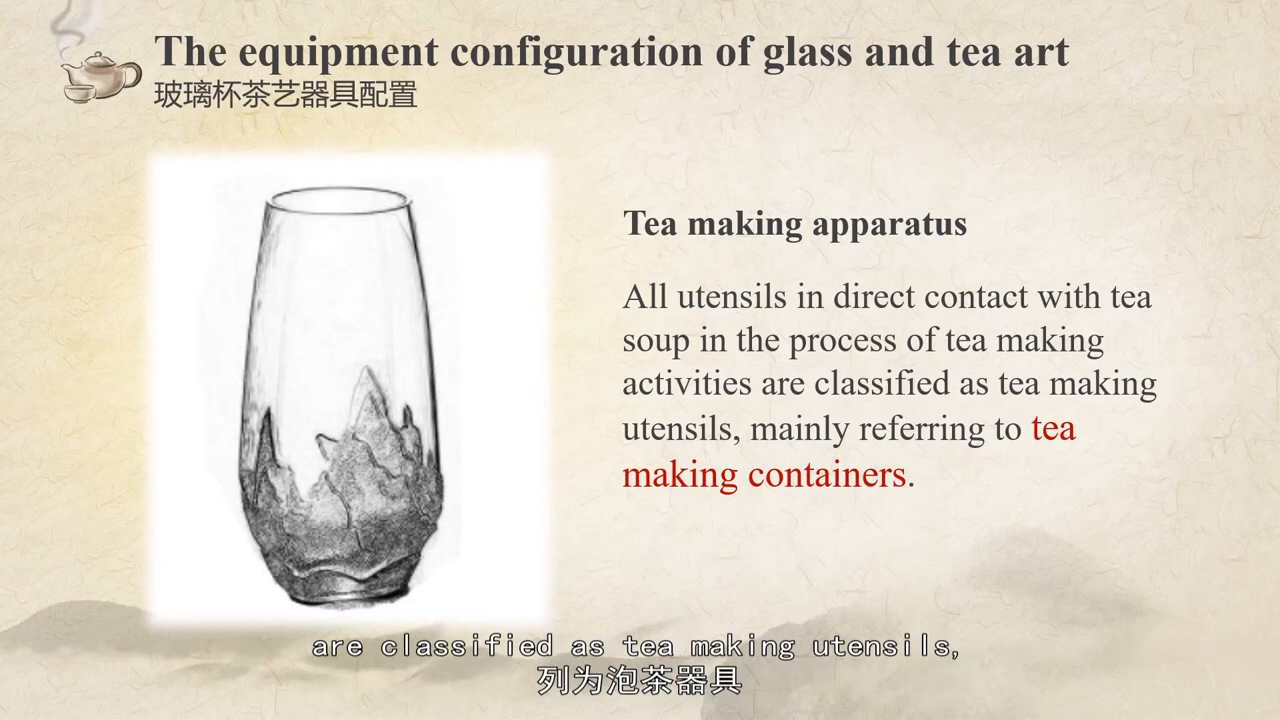 The equipment configuration of glass and tea art
玻璃杯茶艺器具配置
Tea making apparatus
All utensils in direct contact with tea
soup in the process of tea making
activities are classified as tea making
utensils, mainly referring to tea
making containers.
are classified as tea making utensils,
列为泡茶器具